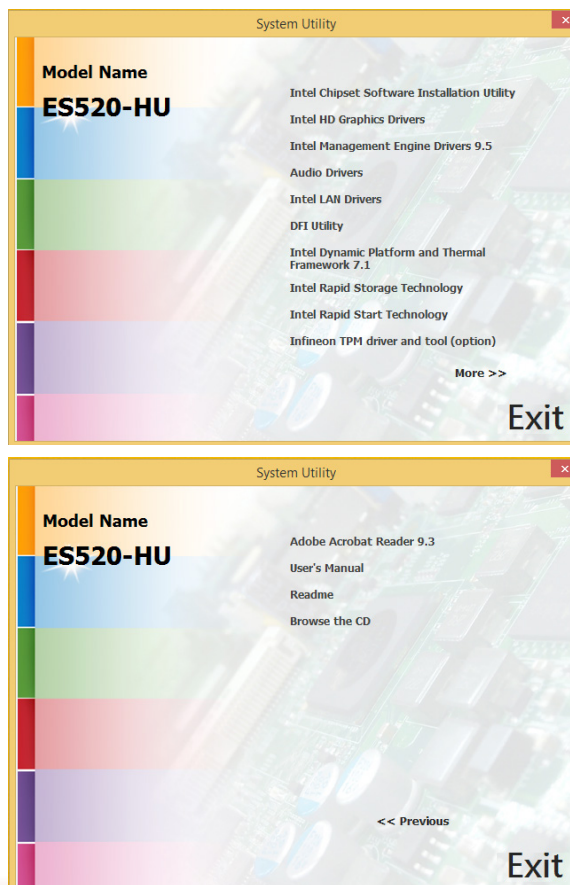 System Utility
Model Name
ES520-HU
Intel Chipset Software Installation Utility
Intel HD Graphics Drivers
Intel Management Engine Drivers 9.5
Audio Drivers
Intel LAN Drivers
DFI Utility
Intel Dynamic Platform and Thermal
Framework 7.1
Intel Rapid Storage Technology
Intel Rapid Start Technology
Infineon TPM driver and tool (option)
More >>
Exit
System Utility
Model Name
ES520-HU
Adobe Acrobat Reader 9.3
User's Manual
Readme
Browse the CD
<< Previous
Exit